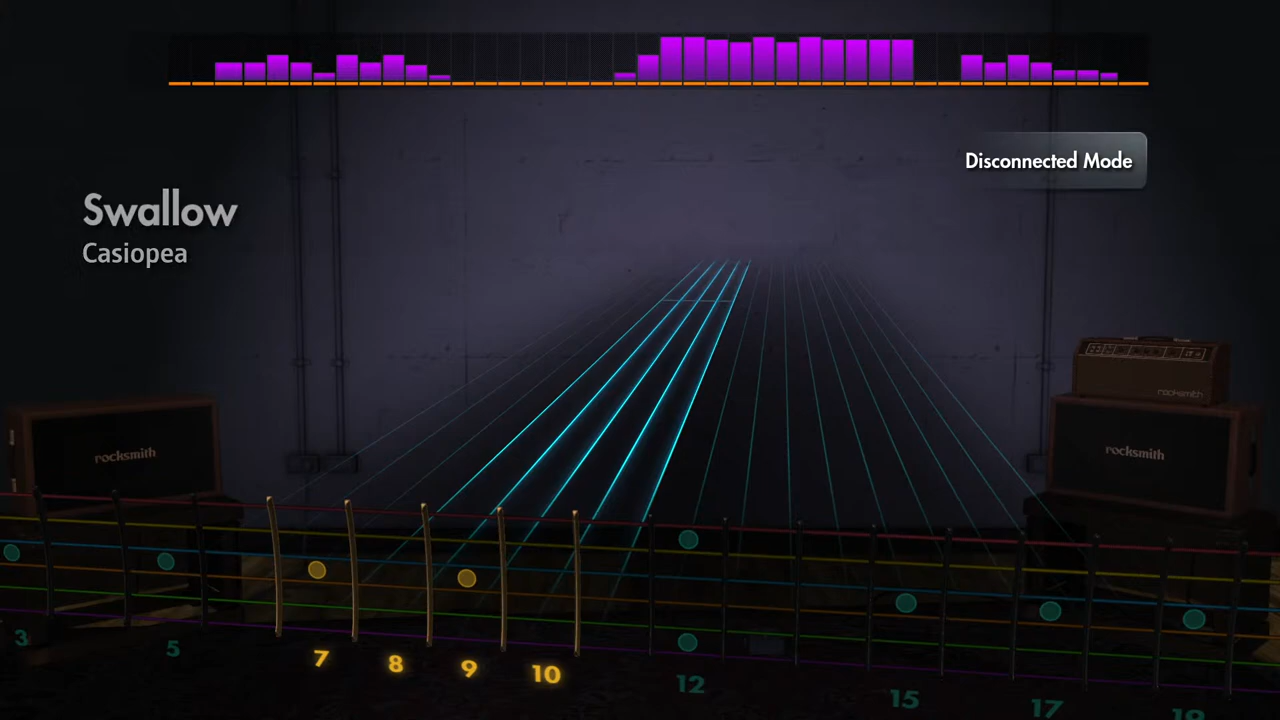 Disconnected Mode
Swallow
Casiopea
rocksmith
rocksmith
rocksmith
3
5
7
8
9
10
12
15
17